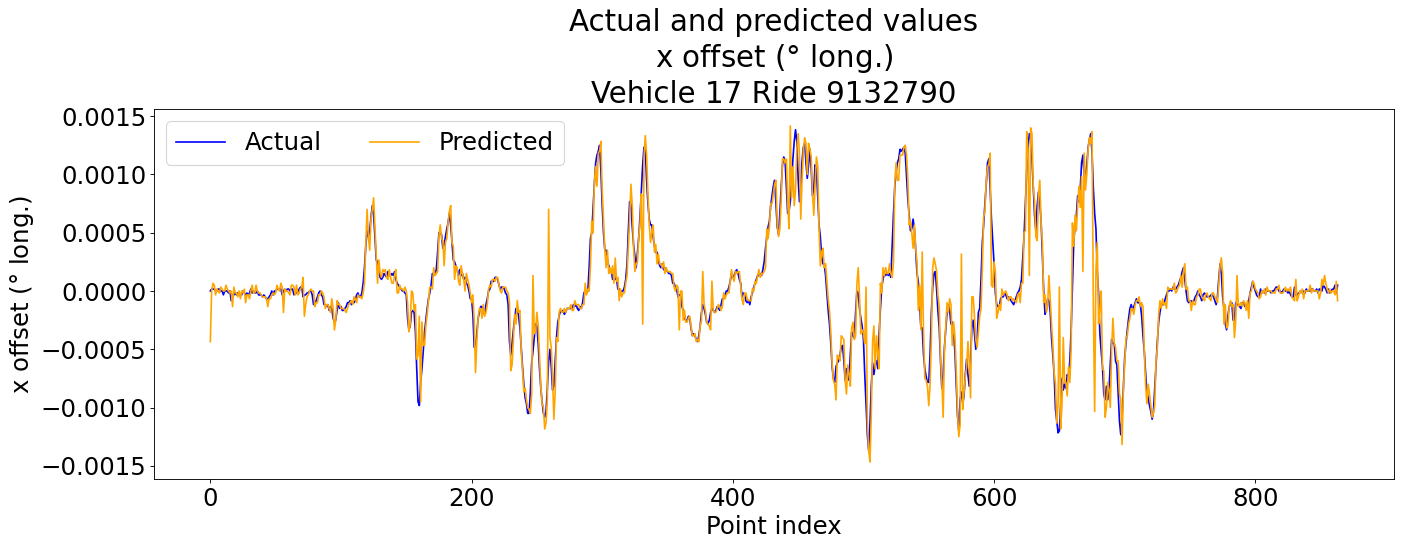 Actual and predicted values
x offset (° long.)
Vehicle 17 Ride 9132790
Actual
Predicted
x offset (° long.)
0.0015
0.0010
0.0005
0.0000
−0.0005
−0.0010
−0.0015
0
200
400
600
800
Point index